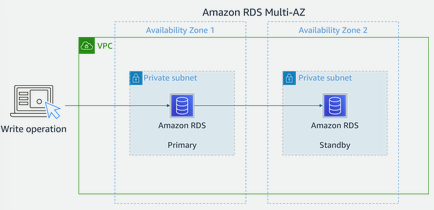 Amazon RDS Multi-AZ
Availability Zone 1
Availability Zone 2
VPC
Private subnet
Private subnet
Write operation
Amazon RDS
Amazon RDS
Primary
Standby